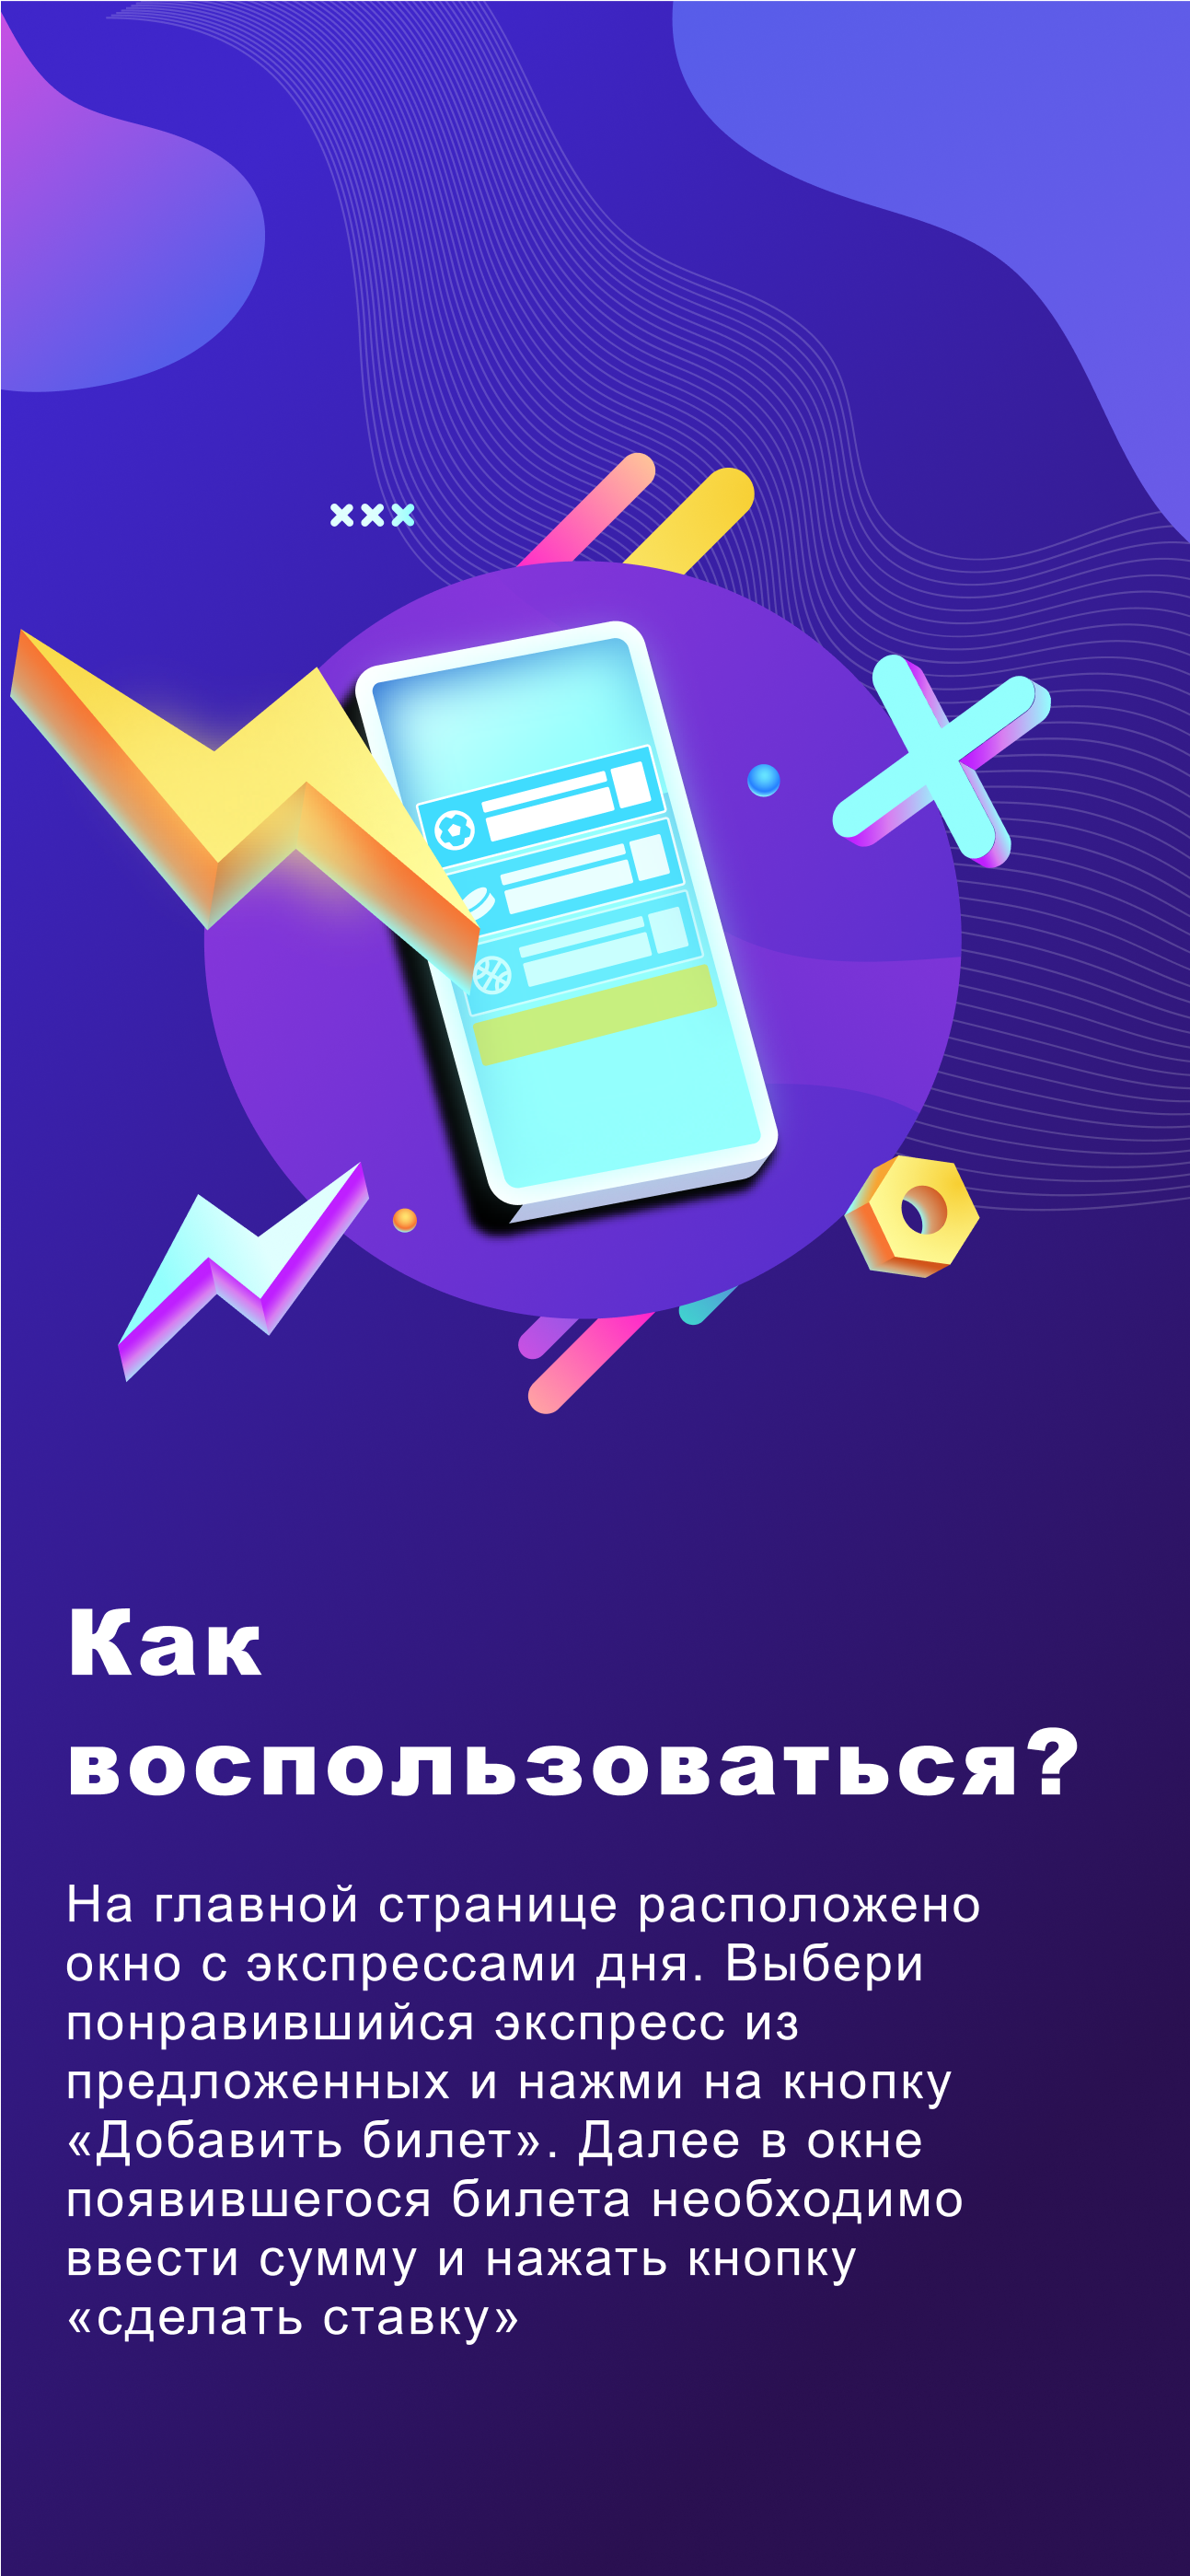 Как
воспользоваться?
На главной странице расположено
окно с экспрессами дня. Выбери
понравившийся экспресс из
предложенных и нажми на кнопку
«Добавить билет». Далее в окне
появившегося билета необходимо
ввести сумму и нажать кнопку
«сделать ставку»